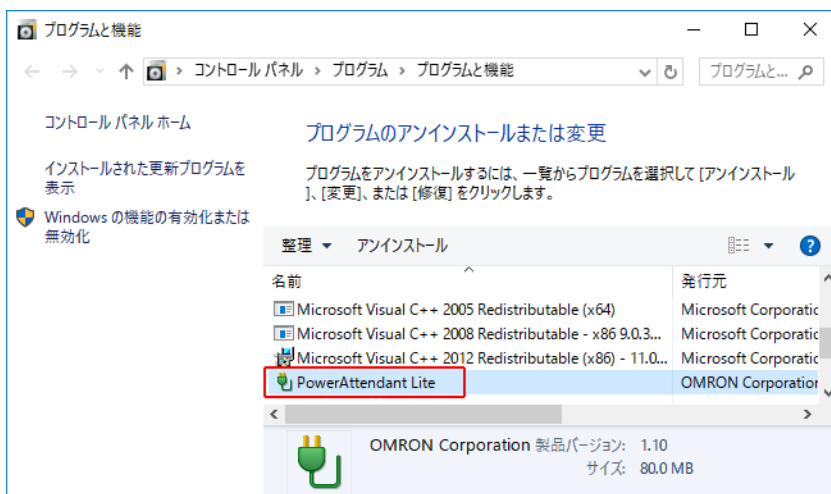 プログラムと機能
コントロール パネル › プログラム › プログラムと機能
プログラムと...
コントロール パネル ホーム
インストールされた更新プログラムを
表示
Windows の機能の有効化または
無効化
プログラムのアンインストールまたは変更
プログラムをアンインストールするには、一覧からプログラムを選択して [アンインストール
]、[変更]、または [修復] をクリックします。
整理 アンインストール
名前 発行元
Microsoft Visual C++ 2005 Redistributable (x64) Microsoft Corporatic
Microsoft Visual C++ 2008 Redistributable - x86 9.0.3... Microsoft Corporatic
Microsoft Visual C++ 2012 Redistributable (x86) - 11.0... Microsoft Corporatic
PowerAttendant Lite OMRON Corporation
OMRON Corporation 製品バージョン: 1.10
サイズ: 80.0 MB